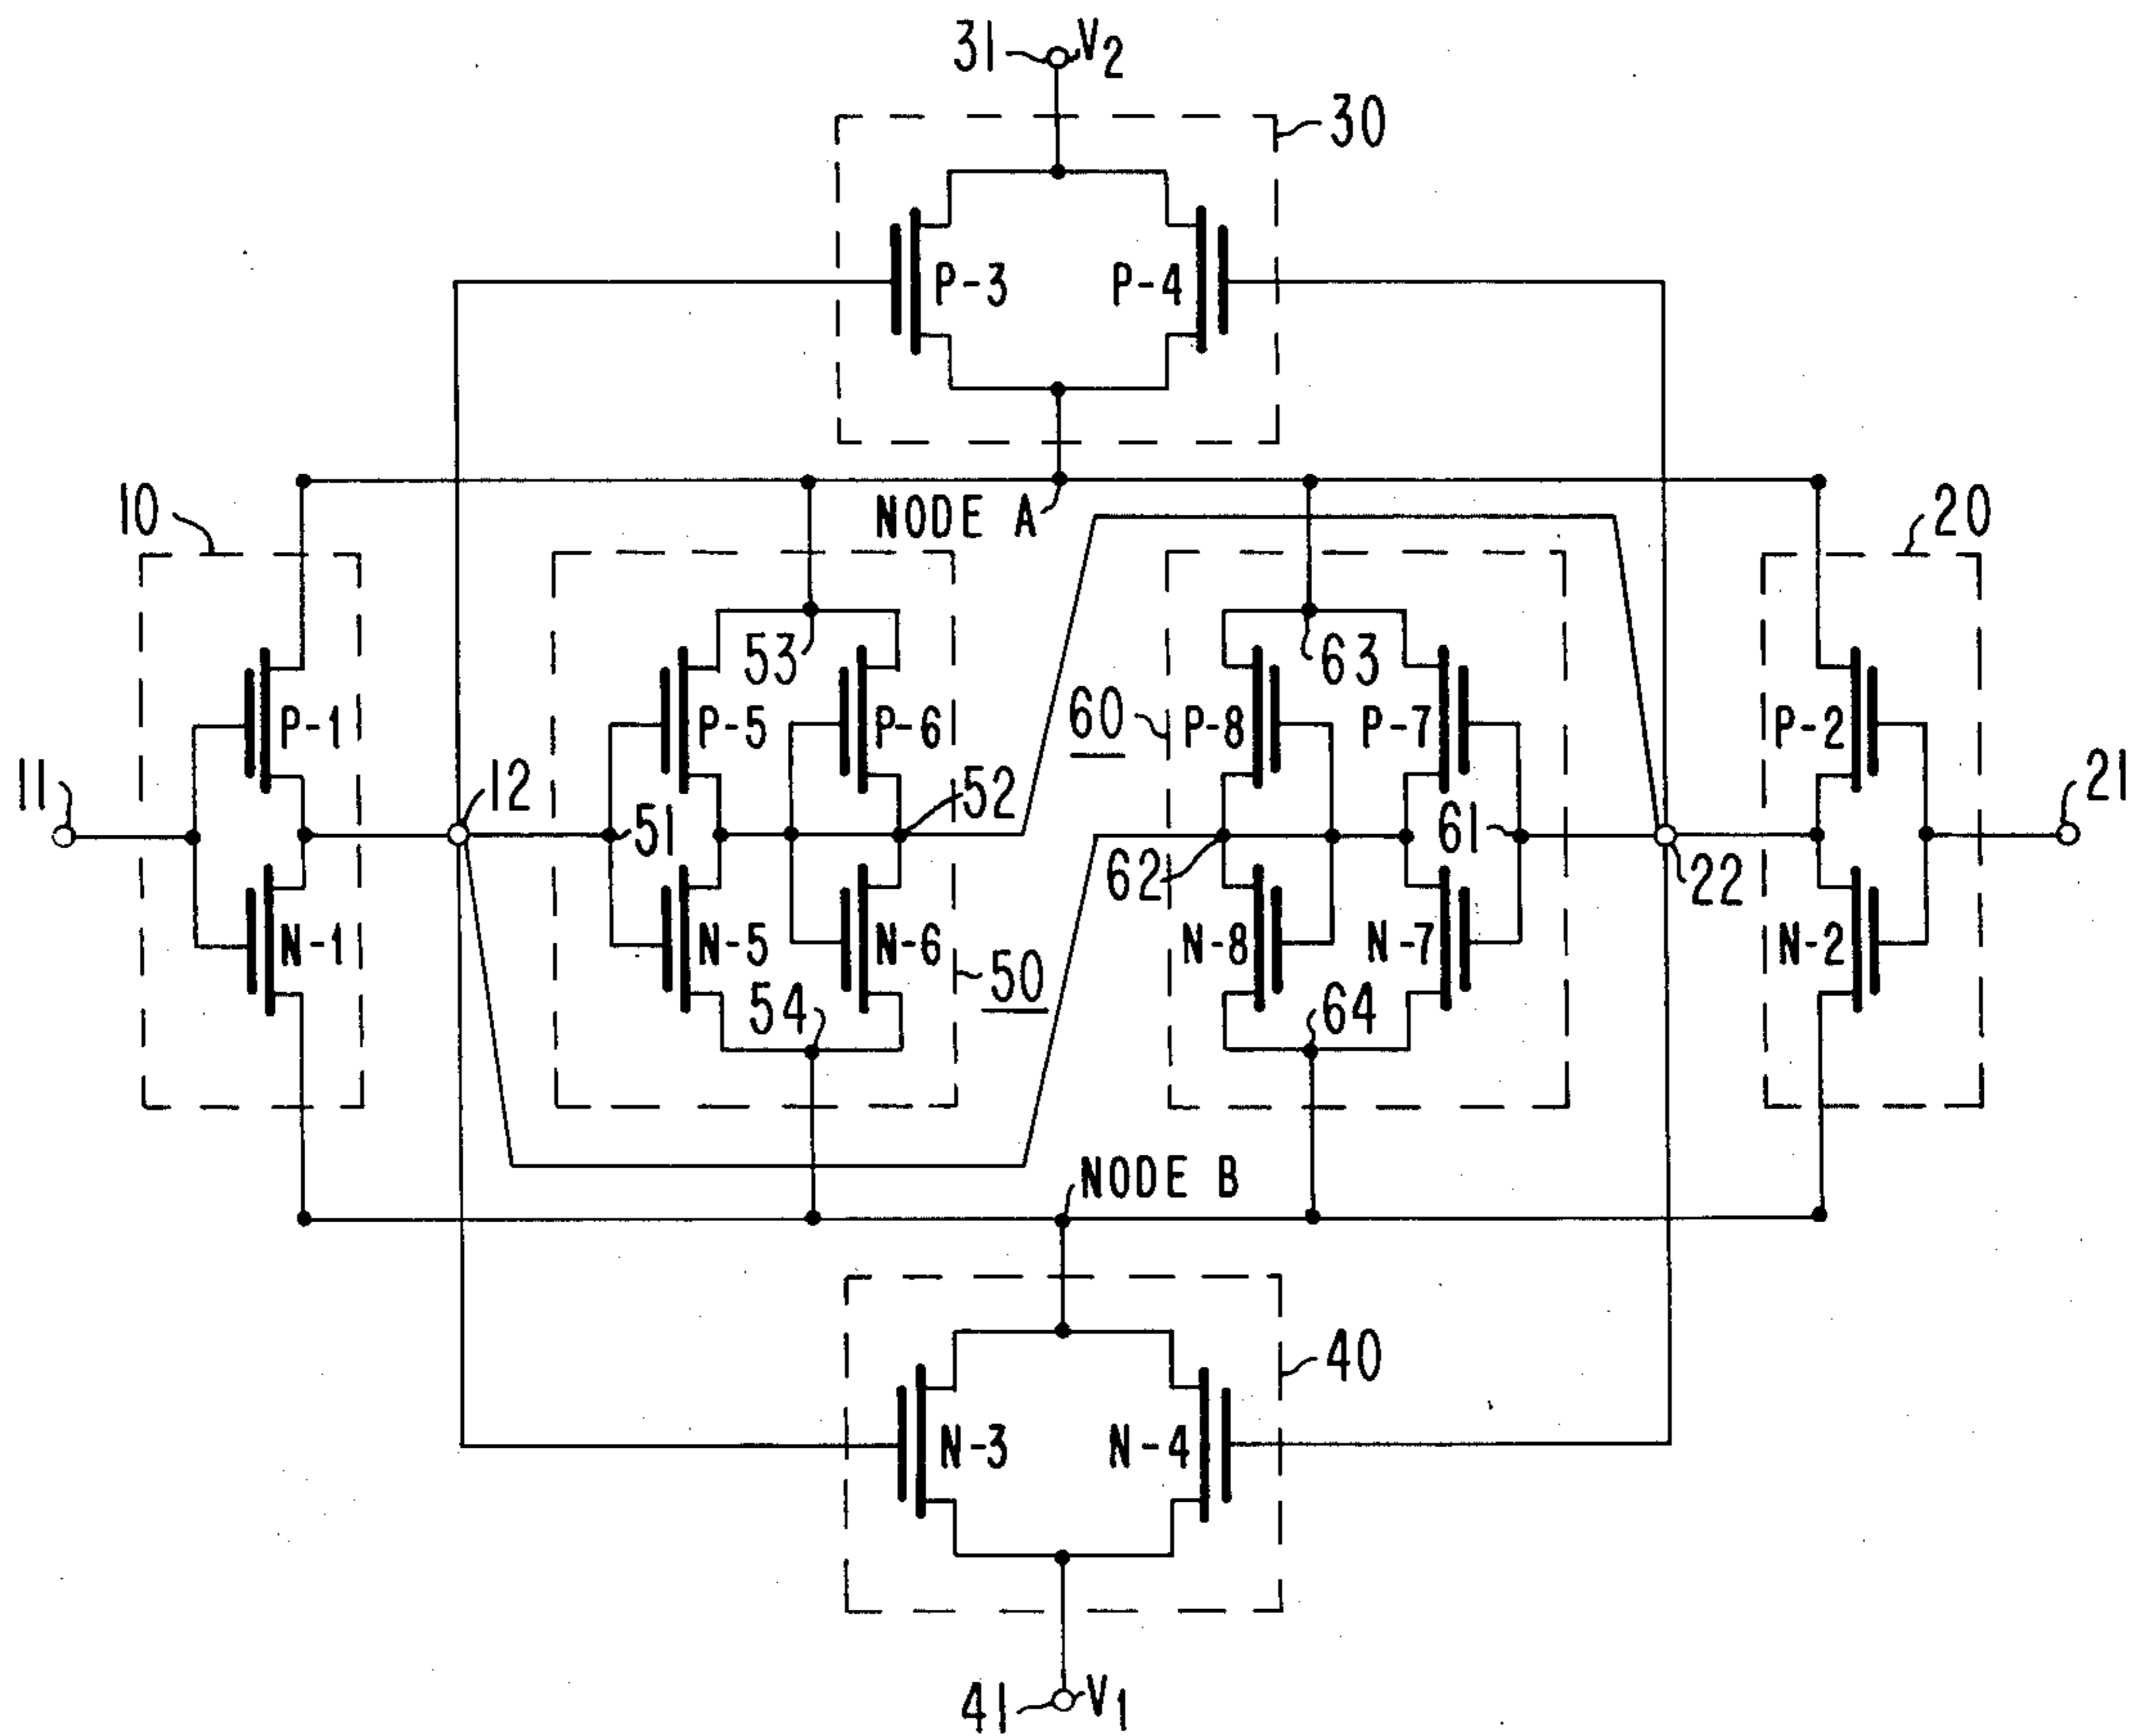 31 V2
30
P-3 P-4
10 NODE A 20
53 63
P-1 P-5 P-6 60 P-8 P-7 P-2
11 12 51 52 62 61 22 21
N-1 N-5 N-6 50 N-8 N-7 N-2
54 64
NODE B
40
N-3 N-4
41 V1